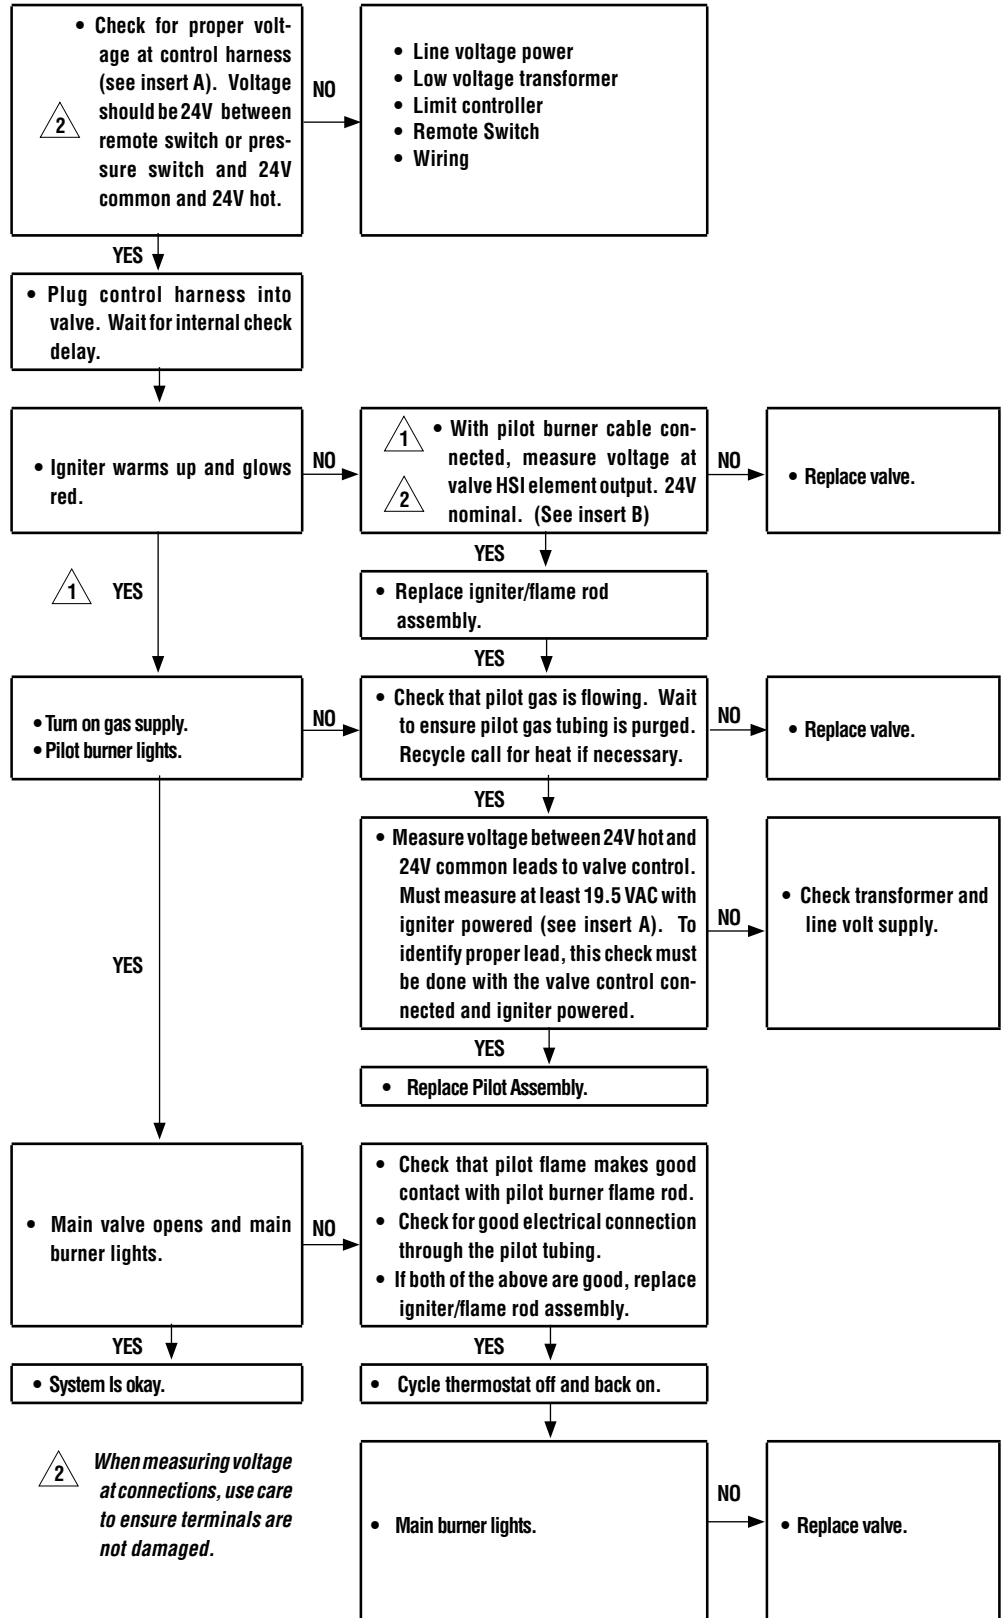 • Check for proper volt-
age at control harness
(see insert A). Voltage
should be 24V between
remote switch or pres-
sure switch and 24V
common and 24V hot.
2
NO
• Line voltage power
• Low voltage transformer
• Limit controller
• Remote Switch
• Wiring
YES
• Plug control harness into
valve. Wait for internal check
delay.
• Igniter warms up and glows
red.
NO
1
2
• With pilot burner cable con-
nected, measure voltage at
valve HSI element output. 24V
nominal. (See insert B)
NO
• Replace valve.
YES
• Replace igniter/flame rod
assembly.
1
YES
YES
• Turn on gas supply.
• Pilot burner lights.
NO
• Check that pilot gas is flowing. Wait
to ensure pilot gas tubing is purged.
Recycle call for heat if necessary.
NO
• Replace valve.
YES
• Measure voltage between 24V hot and
24V common leads to valve control.
Must measure at least 19.5 VAC with
igniter powered (see insert A). To
identify proper lead, this check must
be done with the valve control con-
nected and igniter powered.
NO
• Check transformer and
line volt supply.
YES
YES
• Replace Pilot Assembly.
• Main valve opens and main
burner lights.
NO
• Check that pilot flame makes good
contact with pilot burner flame rod.
• Check for good electrical connection
through the pilot tubing.
• If both of the above are good, replace
igniter/flame rod assembly.
YES
YES
• System Is okay.
• Cycle thermostat off and back on.
2
When measuring voltage
at connections, use care
to ensure terminals are
not damaged.
• Main burner lights.
NO
• Replace valve.